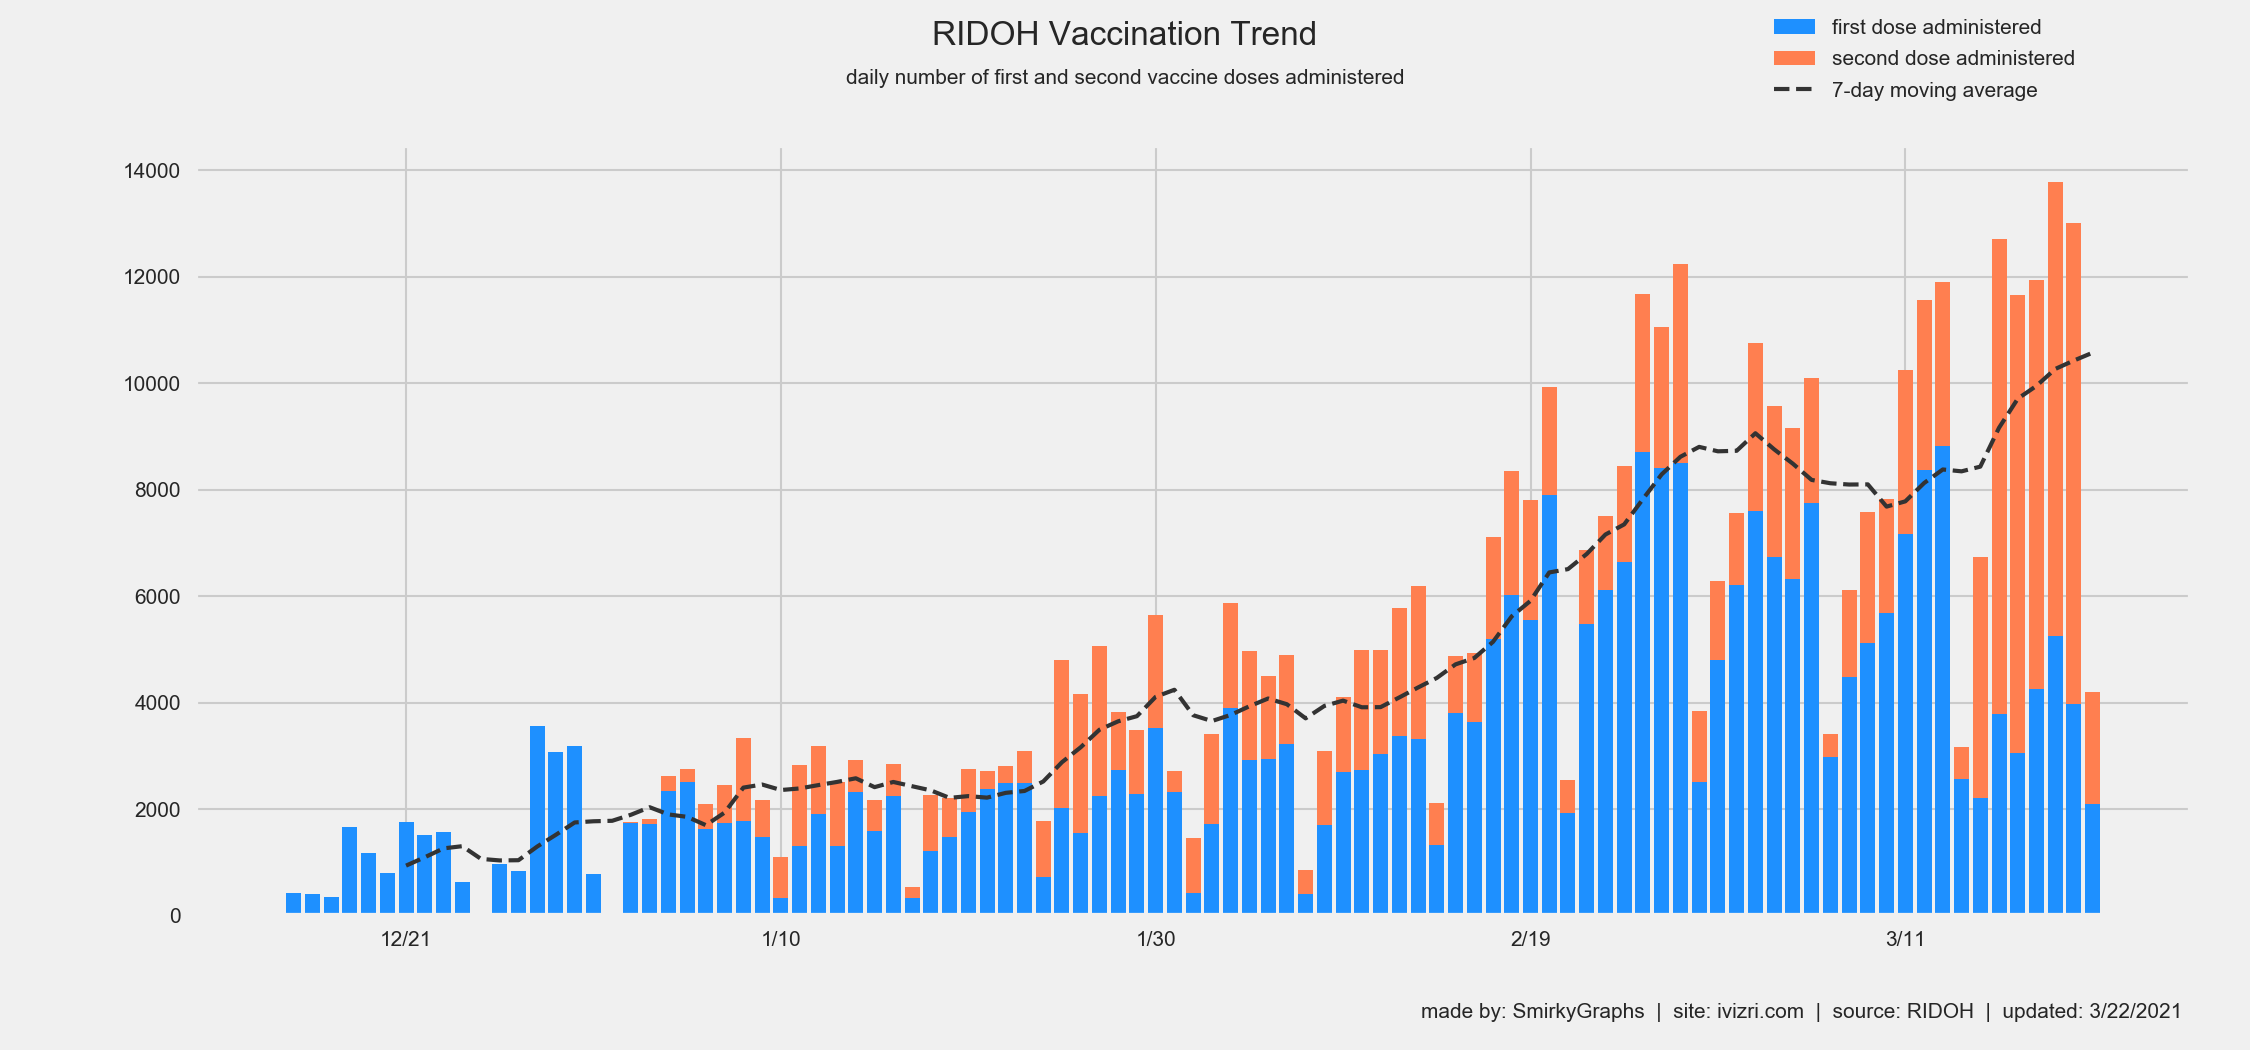 RIDOH Vaccination Trend
daily number of first and second vaccine doses administered
first dose administered
second dose administered
7-day moving average
14000
12000
10000
8000
6000
4000
2000
0
12/21
1/10
1/30
2/19
3/11
made by: SmirkyGraphs | site: ivizri.com | source: RIDOH | updated: 3/22/2021